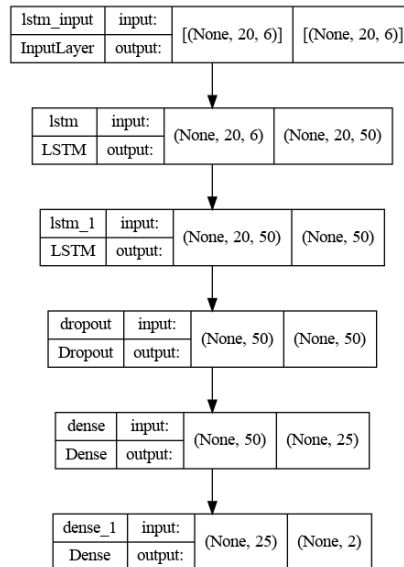 lstm_input input: [(None, 20, 6)] [(None, 20, 6)]
InputLayer output:
lstm input: (None, 20, 6) (None, 20, 50)
LSTM output:
lstm_1 input: (None, 20, 50) (None, 50)
LSTM output:
dropout input: (None, 50) (None, 50)
Dropout output:
dense input: (None, 50) (None, 25)
Dense output:
dense_1 input: (None, 25) (None, 2)
Dense output: